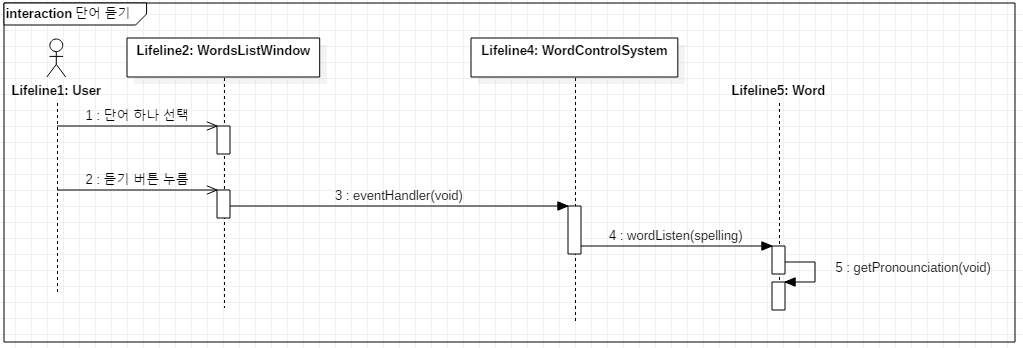 interaction 단어 듣기
Lifeline2: WordsListWindow
Lifeline4: WordControlSystem
Lifeline1: User
Lifeline5: Word
1 : 단어 하나 선택
2 : 듣기 버튼 누름
3 : eventHandler(void)
4 : wordListen(spelling)
5 : getPronounciation(void)